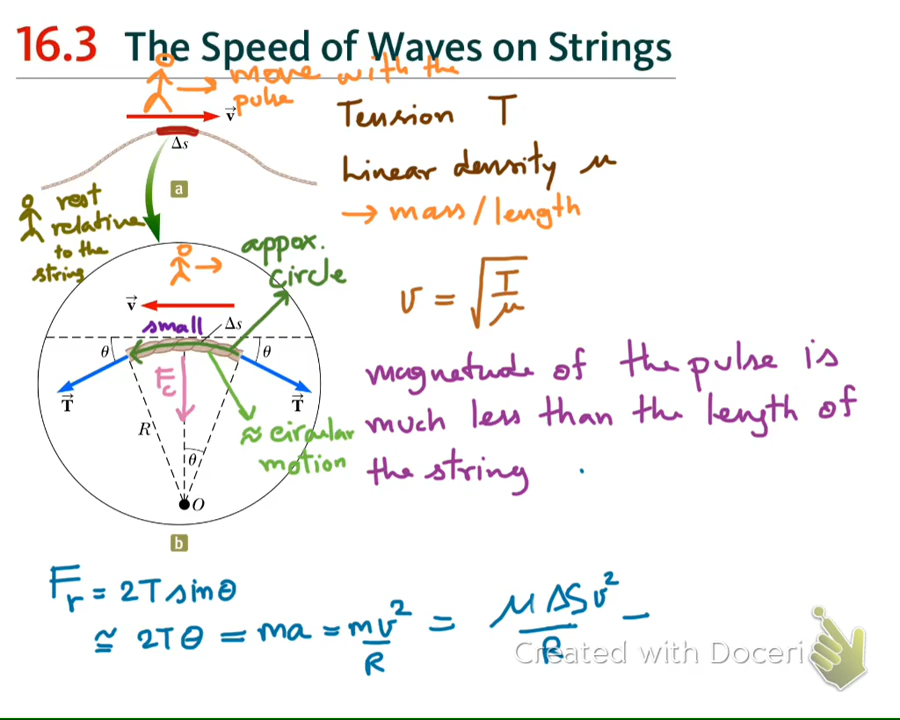 16.3 The Speed of Waves on Strings
→ move with the
pulse
v
Δs
a
Tension T
Linear density μ
→ mass/length
rest
relative
to the
string
appox.
circle
→
v = √T/μ
v
small
Δs
θ
θ
Fc
T
T
R
θ
O
≈ circular
motion
b
magnetude of the pulse is
much less than the length of
the string
Fr = 2T sinθ
≅ 2Tθ = ma = mv²/R = μΔSv²/R =
Created with Doceri